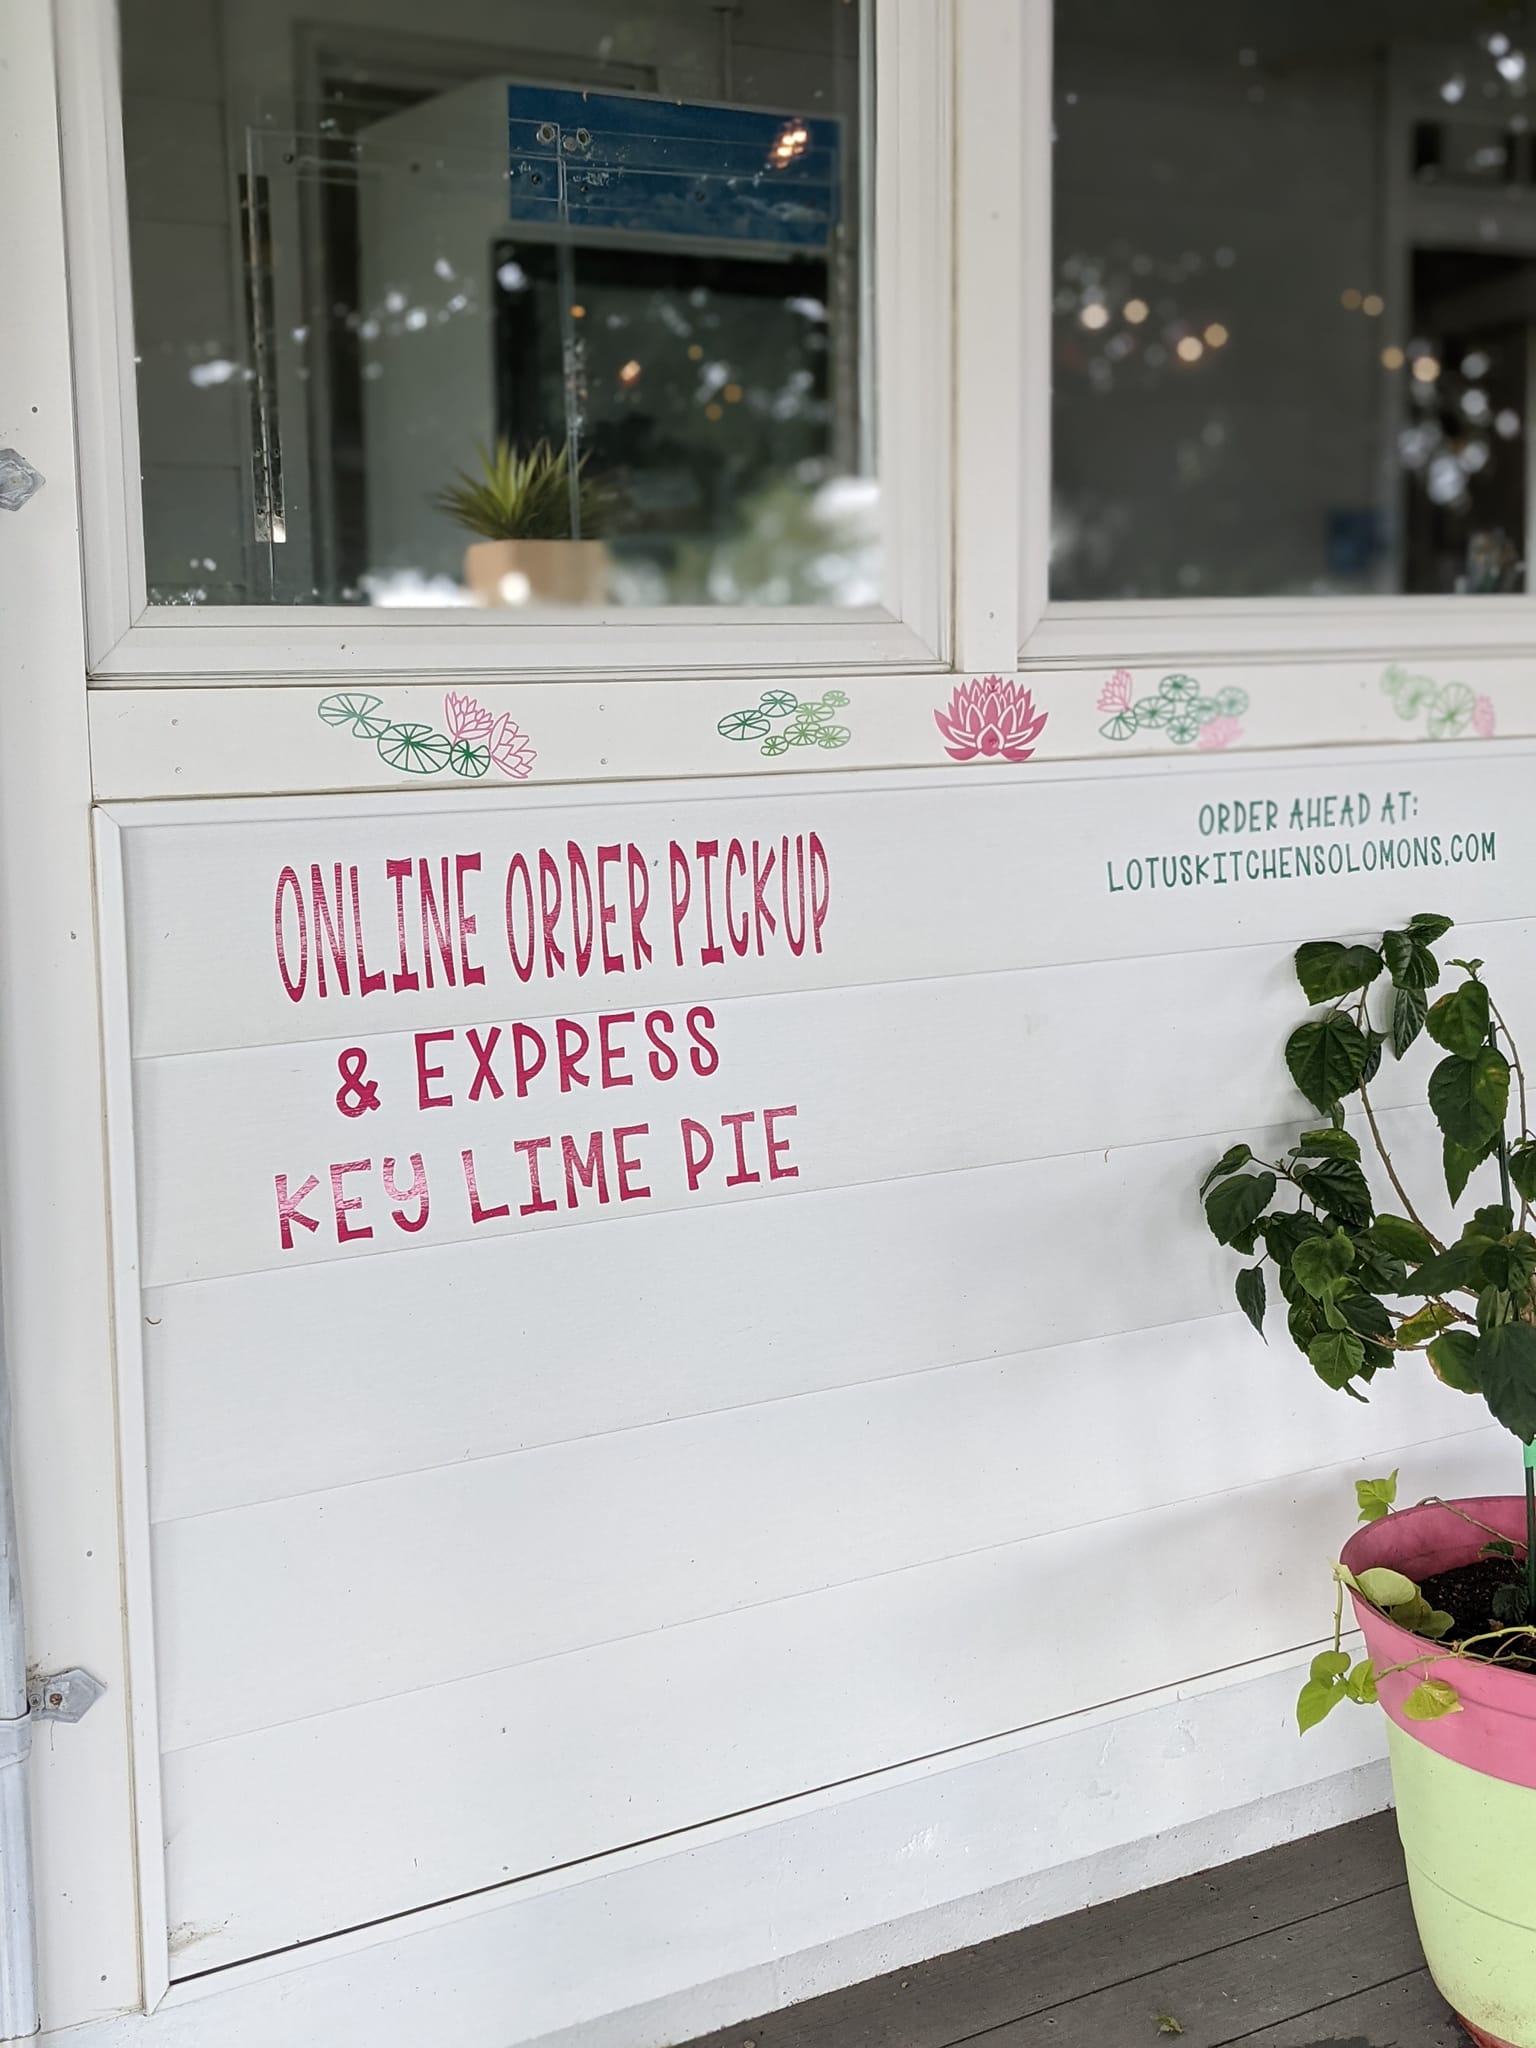 ONLINE ORDER PICKUP
& EXPRESS
KEY LIME PIE
ORDER AHEAD AT:
LOTUSKITCHENSOLOMONS.COM